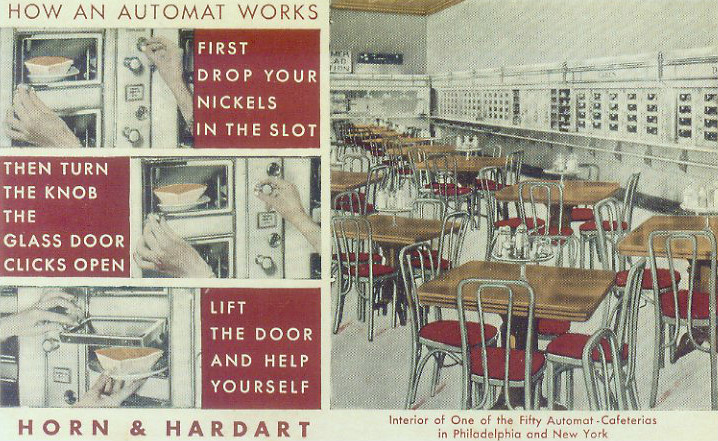 HOW AN AUTOMAT WORKS
FIRST
DROP YOUR
NICKELS
IN THE SLOT
THEN TURN
THE KNOB
THE
GLASS DOOR
CLICKS OPEN
LIFT
THE DOOR
AND HELP
YOURSELF
HORN & HARDART
Interior of One of the Fifty Automat-Cafeterias
in Philadelphia and New York